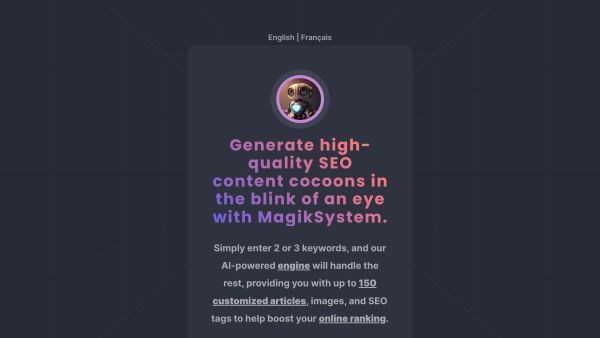 English | Français
Generate high-
quality SEO
content cocoons in
the blink of an eye
with MagikSystem.
Simply enter 2 or 3 keywords, and our
AI-powered engine will handle the
rest, providing you with up to 150
customized articles, images, and SEO
tags to help boost your online ranking.